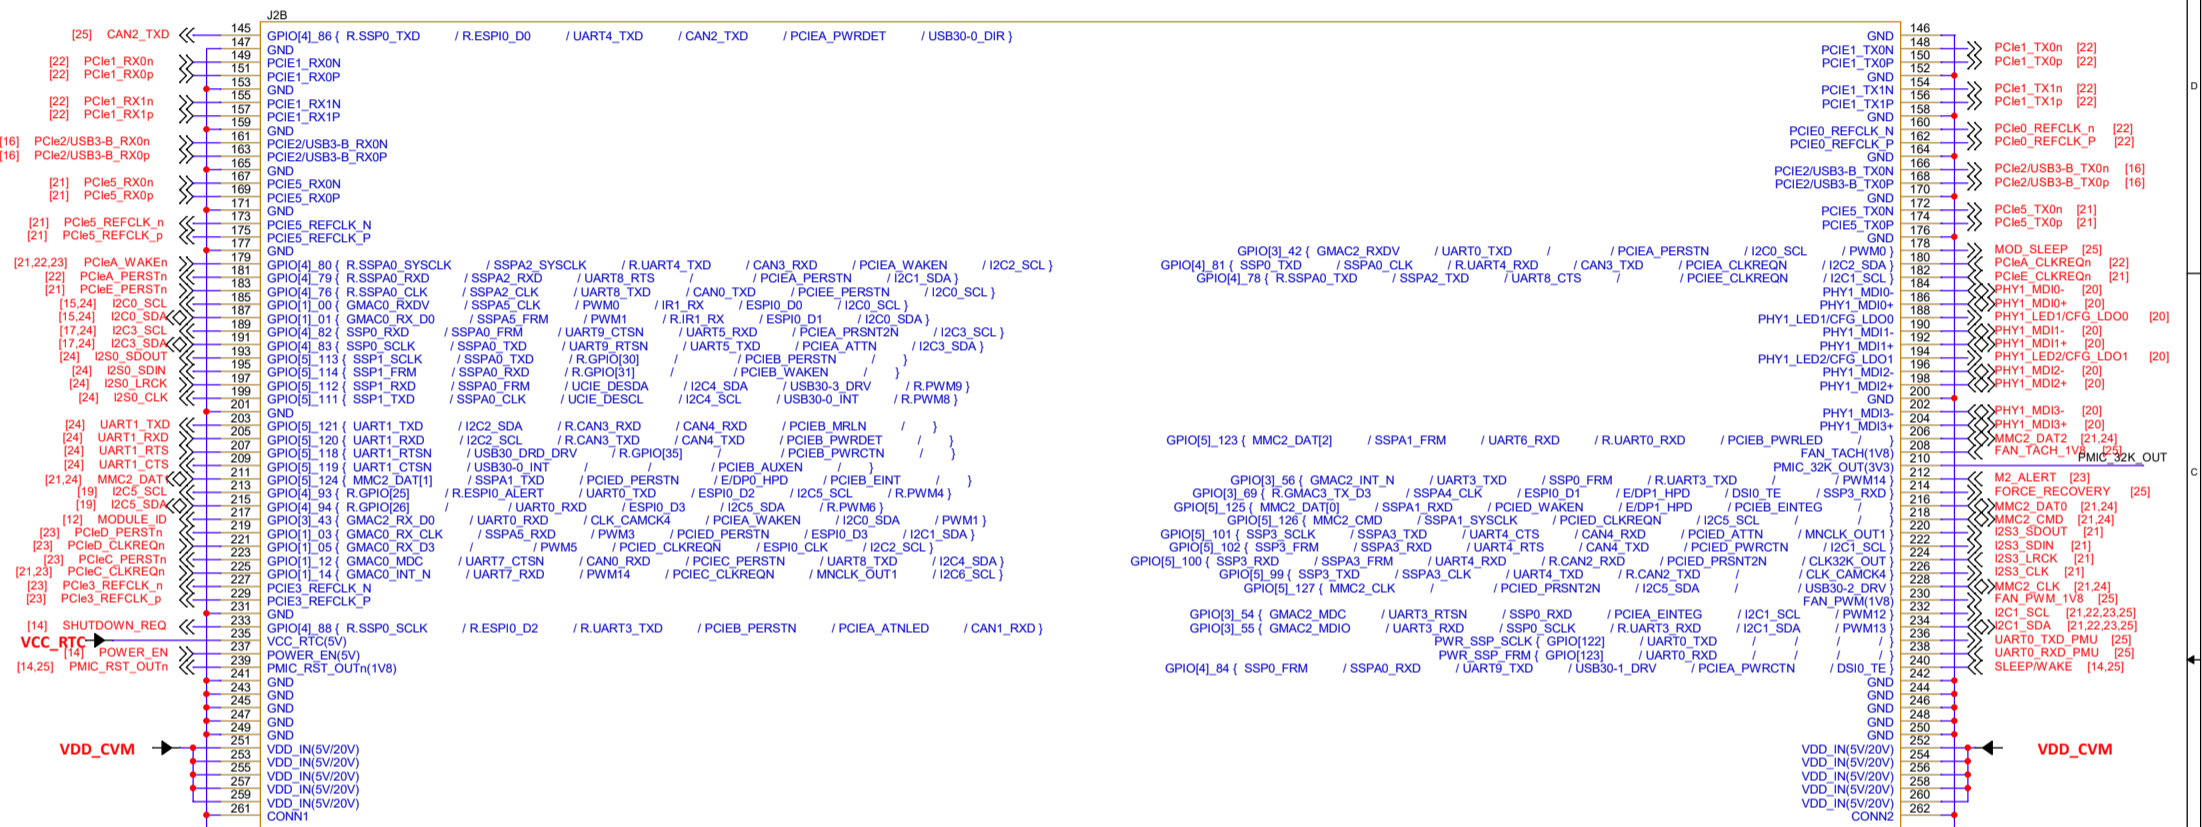 J2B
[25] CAN2_TXD 145 GPIO[4]_86 { R.SSP0_TXD / R.ESPI0_D0 / UART4_TXD / CAN2_TXD / PCIEA_PWRDET / USB30-0_DIR }
147 GND
[22] PCIe1_RX0n 149 PCIE1_RX0N
[22] PCIe1_RX0p 151 PCIE1_RX0P
153 GND
[22] PCIe1_RX1n 155 PCIE1_RX1N
[22] PCIe1_RX1p 157 PCIE1_RX1P
159 GND
[16] PCIe2/USB3-B_RX0n 161 PCIE2/USB3-B_RX0N
[16] PCIe2/USB3-B_RX0p 163 PCIE2/USB3-B_RX0P
165 GND
[21] PCIe5_RX0n 167 PCIE5_RX0N
[21] PCIe5_RX0p 169 PCIE5_RX0P
171 GND
[21] PCIe5_REFCLK_n 173 PCIE5_REFCLK_N
[21] PCIe5_REFCLK_p 175 PCIE5_REFCLK_P
177 GND
[21,22,23] PCIeA_WAKEn 179 GPIO[4]_80 { R.SSPA0_SYSCLK / SSPA2_SYSCLK / R.UART4_TXD / CAN3_RXD / PCIEA_WAKEN / I2C2_SCL }
[22] PCIeA_PERSTn 181 GPIO[4]_79 { R.SSPA0_RXD / SSPA2_RXD / UART8_RTS / / PCIEA_PERSTN / I2C1_SDA }
[21] PCIeE_PERSTn 183 GPIO[4]_76 { R.SSPA0_CLK / SSPA2_CLK / UART8_TXD / CAN0_TXD / PCIEE_PERSTN / I2C0_SCL }
[15,24] I2C0_SCL 185 GPIO[1]_00 { GMAC0_RXDV / SSPA5_CLK / PWM0 / IR1_RX / ESPI0_D0 / I2C0_SCL }
[15,24] I2C0_SDA 187 GPIO[1]_01 { GMAC0_RX_D0 / SSPA5_FRM / PWM1 / R.IR1_RX / ESPI0_D1 / I2C0_SDA }
[17,24] I2C3_SCL 189 GPIO[4]_82 { SSP0_RXD / SSPA0_FRM / UART9_CTSN / UART5_RXD / PCIEA_PRSNT2N / I2C3_SCL }
[17,24] I2C3_SDA 191 GPIO[4]_83 { SSP0_SCLK / SSPA0_TXD / UART9_RTSN / UART5_TXD / PCIEA_ATTN / I2C3_SDA }
[24] I2S0_SDOUT 193 GPIO[5]_113 { SSP1_SCLK / SSPA0_TXD / R.GPIO[30] / / PCIEB_PERSTN / }
[24] I2S0_SDIN 195 GPIO[5]_114 { SSP1_FRM / SSPA0_RXD / R.GPIO[31] / / PCIEB_WAKEN / }
[24] I2S0_LRCK 197 GPIO[5]_112 { SSP1_RXD / SSPA0_FRM / UCIE_DESDA / I2C4_SDA / USB30-3_DRV / R.PWM9 }
[24] I2S0_CLK 199 GPIO[5]_111 { SSP1_TXD / SSPA0_CLK / UCIE_DESCL / I2C4_SCL / USB30-0_INT / R.PWM8 }
201 GND
[24] UART1_TXD 203 GPIO[5]_121 { UART1_TXD / I2C2_SDA / R.CAN3_RXD / CAN4_RXD / PCIEB_MRLN / }
[24] UART1_RXD 205 GPIO[5]_120 { UART1_RXD / I2C2_SCL / R.CAN3_TXD / CAN4_TXD / PCIEB_PWRDET / }
[24] UART1_RTS 207 GPIO[5]_118 { UART1_RTSN / USB30_DRD_DRV / R.GPIO[35] / / PCIEB_PWRCTN / }
[24] UART1_CTS 209 GPIO[5]_119 { UART1_CTSN / USB30-0_INT / / / PCIEB_AUXEN / }
[21,24] MMC2_DAT1 211 GPIO[5]_124 { MMC2_DAT[1] / SSPA1_TXD / PCIED_PERSTN / E/DP0_HPD / PCIEB_EINT / }
[19] I2C5_SCL 213 GPIO[4]_93 { R.GPIO[25] / R.ESPI0_ALERT / UART0_TXD / ESPI0_D2 / I2C5_SCL / R.PWM4 }
[19] I2C5_SDA 215 GPIO[4]_94 { R.GPIO[26] / / UART0_RXD / ESPI0_D3 / I2C5_SDA / R.PWM6 }
[12] MODULE_ID 217 GPIO[3]_43 { GMAC2_RX_D0 / UART0_RXD / CLK_CAMCK4 / PCIEA_WAKEN / I2C0_SDA / PWM1 }
[23] PCIeD_PERSTn 219 GPIO[1]_03 { GMAC0_RX_CLK / SSPA5_RXD / PWM3 / PCIED_PERSTN / ESPI0_D3 / I2C1_SDA }
[23] PCIeD_CLKREQn 221 GPIO[1]_05 { GMAC0_RX_D3 / / PWM5 / PCIED_CLKREQN / ESPI0_CLK / I2C2_SCL }
[23] PCIeC_PERSTn 223 GPIO[1]_12 { GMAC0_MDC / UART7_CTSN / CAN0_RXD / PCIEC_PERSTN / UART8_TXD / I2C4_SDA }
[21,23] PCIeC_CLKREQn 225 GPIO[1]_14 { GMAC0_INT_N / UART7_RXD / PWM14 / PCIEC_CLKREQN / MNCLK_OUT1 / I2C6_SCL }
[23] PCIe3_REFCLK_n 227 PCIE3_REFCLK_N
[23] PCIe3_REFCLK_p 229 PCIE3_REFCLK_P
231 GND
[14] SHUTDOWN_REQ 233 GPIO[4]_88 { R.SSP0_SCLK / R.ESPI0_D2 / R.UART3_TXD / PCIEB_PERSTN / PCIEA_ATNLED / CAN1_RXD }
VCC_RTC 235 VCC_RTC(5V)
[14] POWER_EN 237 POWER_EN(5V)
[14,25] PMIC_RST_OUTn 239 PMIC_RST_OUTn(1V8)
241 GND
243 GND
245 GND
247 GND
249 GND
VDD_CVM 251 VDD_IN(5V/20V)
253 VDD_IN(5V/20V)
255 VDD_IN(5V/20V)
257 VDD_IN(5V/20V)
259 VDD_IN(5V/20V)
261 CONN1
GND 146
PCIE1_TX0N 148 PCIe1_TX0n [22]
PCIE1_TX0P 150 PCIe1_TX0p [22]
GND 152
PCIE1_TX1N 154 PCIe1_TX1n [22]
PCIE1_TX1P 156 PCIe1_TX1p [22]
GND 158
PCIE0_REFCLK_N 160 PCIe0_REFCLK_n [22]
PCIE0_REFCLK_P 162 PCIe0_REFCLK_P [22]
GND 164
PCIE2/USB3-B_TX0N 166 PCIe2/USB3-B_TX0n [16]
PCIE2/USB3-B_TX0P 168 PCIe2/USB3-B_TX0p [16]
GND 170
PCIE5_TX0N 172 PCIe5_TX0n [21]
PCIE5_TX0P 174 PCIe5_TX0p [21]
GND 176
GPIO[3]_42 { GMAC2_RXDV / UART0_TXD / / PCIEA_PERSTN / I2C0_SCL / PWM0 } 178 MOD_SLEEP [25]
GPIO[4]_81 { SSP0_TXD / SSPA0_CLK / R.UART4_RXD / CAN3_TXD / PCIEA_CLKREQN / I2C2_SDA } 180 PCIeA_CLKREQn [22]
GPIO[4]_78 { R.SSPA0_TXD / SSPA2_TXD / UART8_CTS / / PCIEE_CLKREQN / I2C1_SCL } 182 PCIeE_CLKREQn [21]
PHY1_MDI0- 184 PHY1_MDI0- [20]
PHY1_MDI0+ 186 PHY1_MDI0+ [20]
PHY1_LED1/CFG_LDO0 188 PHY1_LED1/CFG_LDO0 [20]
PHY1_MDI1- 190 PHY1_MDI1- [20]
PHY1_MDI1+ 192 PHY1_MDI1+ [20]
PHY1_LED2/CFG_LDO1 194 PHY1_LED2/CFG_LDO1 [20]
PHY1_MDI2- 196 PHY1_MDI2- [20]
PHY1_MDI2+ 198 PHY1_MDI2+ [20]
GND 200
PHY1_MDI3- 202 PHY1_MDI3- [20]
PHY1_MDI3+ 204 PHY1_MDI3+ [20]
GPIO[5]_123 { MMC2_DAT[2] / SSPA1_FRM / UART6_RXD / R.UART0_RXD / PCIEB_PWRLED / } 206 MMC2_DAT2 [21,24]
FAN_TACH(1V8) 208 FAN_TACH_1V8 [25]
PMIC_32K_OUT(3V3) 210 PMIC_32K_OUT
GPIO[3]_56 { GMAC2_INT_N / UART3_TXD / SSP0_FRM / R.UART3_TXD / / PWM14 } 212 M2_ALERT [23]
GPIO[3]_69 { R.GMAC3_TX_D3 / SSPA4_CLK / ESPI0_D1 / E/DP1_HPD / DSI0_TE / SSP3_RXD } 214 FORCE_RECOVERY [25]
GPIO[5]_125 { MMC2_DAT[0] / SSPA1_RXD / PCIED_WAKEN / E/DP1_HPD / PCIEB_EINTEG / } 216 MMC2_DAT0 [21,24]
GPIO[5]_126 { MMC2_CMD / SSPA1_SYSCLK / PCIED_CLKREQN / I2C5_SCL / / } 218 MMC2_CMD [21,24]
GPIO[5]_101 { SSP3_SCLK / SSPA3_TXD / UART4_CTS / CAN4_RXD / PCIED_ATTN / MNCLK_OUT1 } 220 I2S3_SDOUT [21]
GPIO[5]_102 { SSP3_FRM / SSPA3_RXD / UART4_RTS / CAN4_TXD / PCIED_PWRCTN / I2C1_SCL } 222 I2S3_SDIN [21]
GPIO[5]_100 { SSP3_RXD / SSPA3_FRM / UART4_RXD / R.CAN2_RXD / PCIED_PRSNT2N / CLK32K_OUT } 224 I2S3_LRCK [21]
GPIO[5]_99 { SSP3_TXD / SSPA3_CLK / UART4_TXD / R.CAN2_TXD / / CLK_CAMCK4 } 226 I2S3_CLK [21]
GPIO[5]_127 { MMC2_CLK / / PCIED_PRSNT2N / I2C5_SDA / / USB30-2_DRV } 228 MMC2_CLK [21,24]
FAN_PWM(1V8) 230 FAN_PWM_1V8 [25]
GPIO[3]_54 { GMAC2_MDC / UART3_RTSN / SSP0_RXD / PCIEA_EINTEG / I2C1_SCL / PWM12 } 232 I2C1_SCL [21,22,23,25]
GPIO[3]_55 { GMAC2_MDIO / UART3_RXD / SSP0_SCLK / R.UART3_RXD / I2C1_SDA / PWM13 } 234 I2C1_SDA [21,22,23,25]
PWR_SSP_SCLK { GPIO[122] / UART0_TXD / / / / } 236 UART0_TXD_PMU [25]
PWR_SSP_FRM { GPIO[123] / UART0_RXD / / / / } 238 UART0_RXD_PMU [25]
GPIO[4]_84 { SSP0_FRM / SSPA0_RXD / UART9_TXD / USB30-1_DRV / PCIEA_PWRCTN / DSI0_TE } 240 SLEEP/WAKE [14,25]
GND 242
GND 244
GND 246
GND 248
GND 250
VDD_IN(5V/20V) 252 VDD_CVM
VDD_IN(5V/20V) 254
VDD_IN(5V/20V) 256
VDD_IN(5V/20V) 258
VDD_IN(5V/20V) 260
CONN2 262
D
C